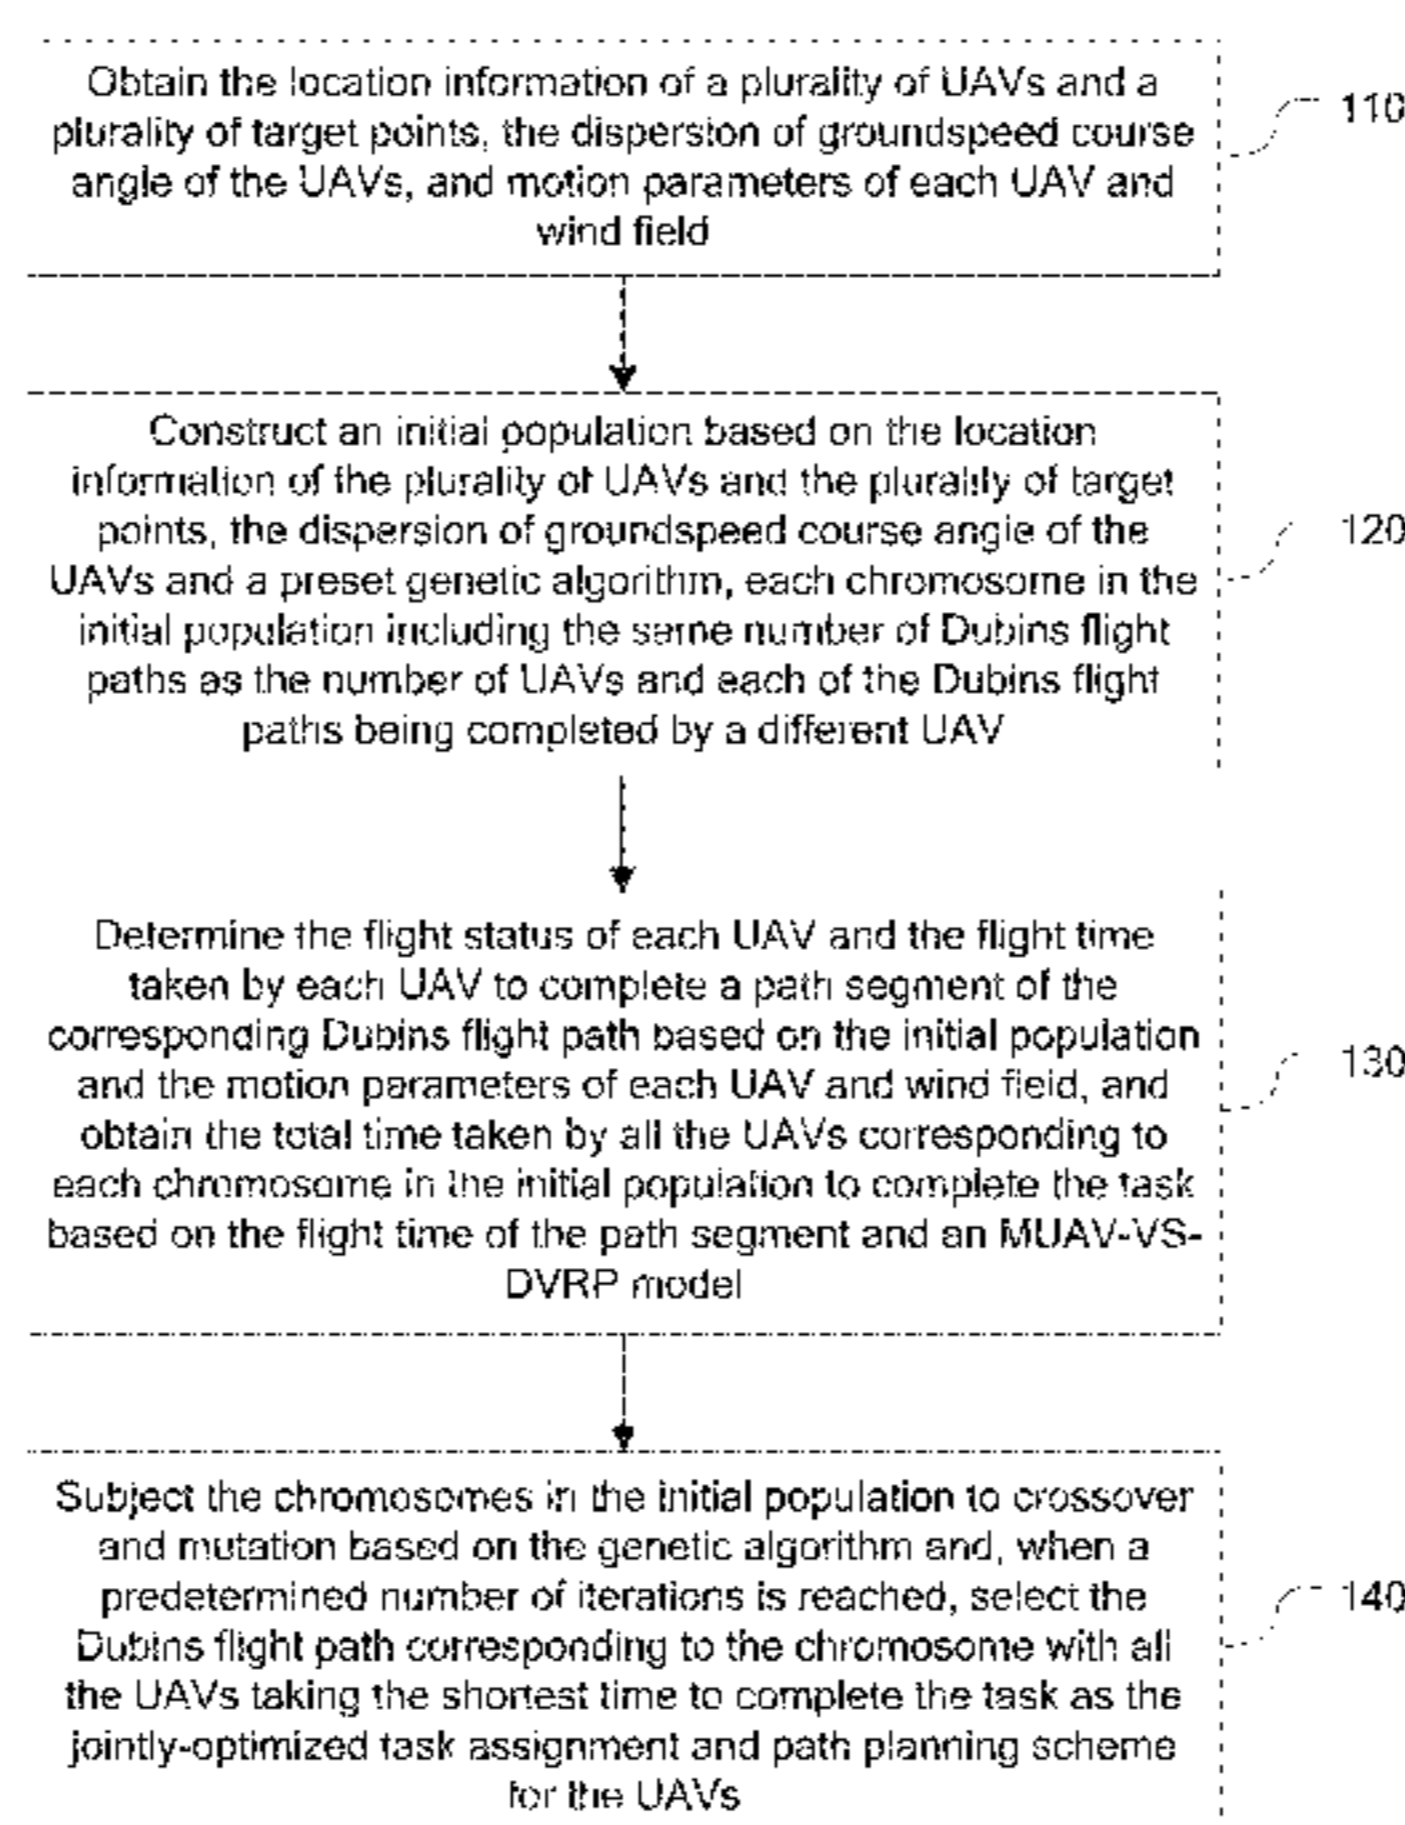 Obtain the location information of a plurality of UAVs and a
plurality of target points, the dispersion of groundspeed course
angle of the UAVs, and motion parameters of each UAV and
wind field
110
Construct an initial population based on the location
information of the plurality of UAVs and the plurality of target
points, the dispersion of groundspeed course angle of the
UAVs and a preset genetic algorithm, each chromosome in the
initial population including the same number of Dubins flight
paths as the number of UAVs and each of the Dubins flight
paths being completed by a different UAV
120
Determine the flight status of each UAV and the flight time
taken by each UAV to complete a path segment of the
corresponding Dubins flight path based on the initial population
and the motion parameters of each UAV and wind field, and
obtain the total time taken by all the UAVs corresponding to
each chromosome in the initial population to complete the task
based on the flight time of the path segment and an MUAV-VS-
DVRP model
130
Subject the chromosomes in the initial population to crossover
and mutation based on the genetic algorithm and, when a
predetermined number of iterations is reached, select the
Dubins flight path corresponding to the chromosome with all
the UAVs taking the shortest time to complete the task as the
jointly-optimized task assignment and path planning scheme
for the UAVs
140